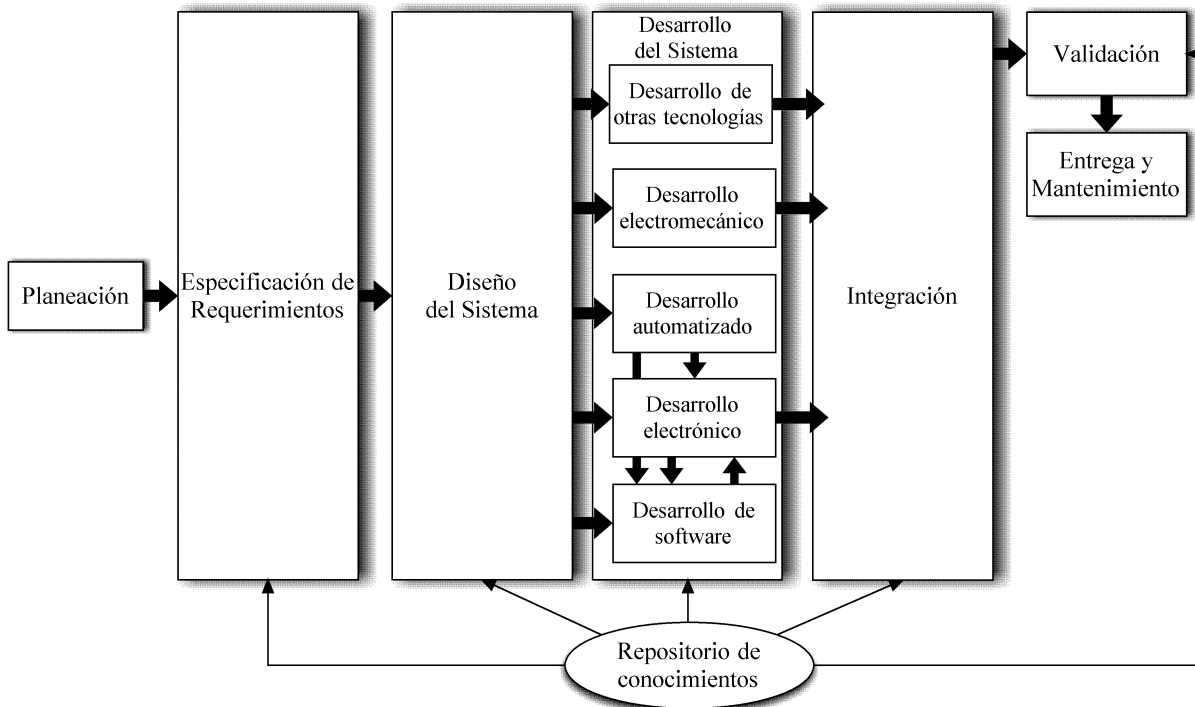 Planeación
Especificación de
Requerimientos
Diseño
del Sistema
Desarrollo
del Sistema
Desarrollo de
otras tecnologías
Desarrollo
electromecánico
Desarrollo
automatizado
Desarrollo
electrónico
Desarrollo de
software
Integración
Validación
Entrega y
Mantenimiento
Repositorio de
conocimientos